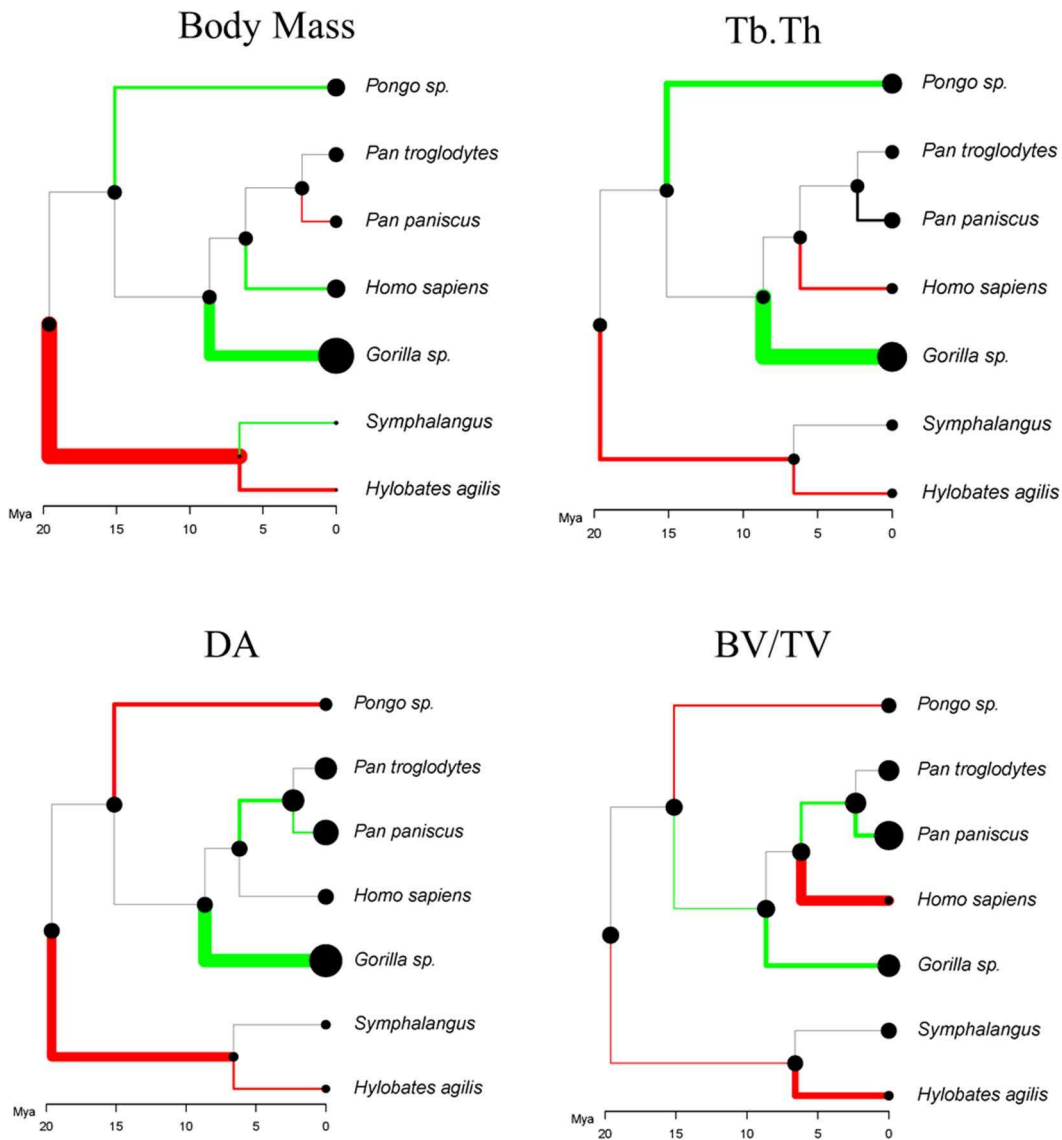 Body Mass
Pongo sp.
Pan troglodytes
Pan paniscus
Homo sapiens
Gorilla sp.
Symphalangus
Hylobates agilis
Mya
20 15 10 5 0
Tb.Th
Pongo sp.
Pan troglodytes
Pan paniscus
Homo sapiens
Gorilla sp.
Symphalangus
Hylobates agilis
Mya
20 15 10 5 0
DA
Pongo sp.
Pan troglodytes
Pan paniscus
Homo sapiens
Gorilla sp.
Symphalangus
Hylobates agilis
Mya
20 15 10 5 0
BV/TV
Pongo sp.
Pan troglodytes
Pan paniscus
Homo sapiens
Gorilla sp.
Symphalangus
Hylobates agilis
Mya
20 15 10 5 0